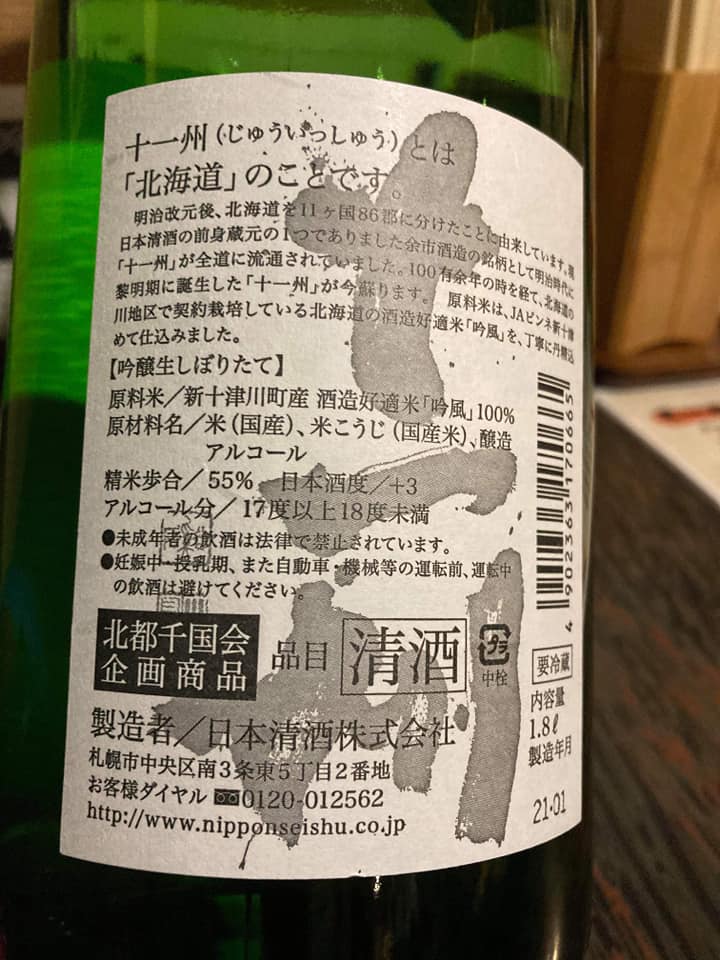 十一州(じゅういっしゅう)とは
「北海道」のことです。
明治改元後、北海道を11ヶ国86郡に分けたことに由来しています。現
日本清酒の前身蔵元の1つでありました余市酒造の銘柄として明治時代に
「十一州」が全道に流通されていました。100有余年の時を経て、北海道の
黎明期に誕生した「十一州」が今蘇ります。 原料米は、JAピンネ新十津
川地区で契約栽培している北海道の酒造好適米「吟風」を、丁寧に丹精込
めて仕込みました。
【吟醸生しぼりたて】
原料米/新十津川町産 酒造好適米「吟風」100%
原材料名/米(国産)、米こうじ(国産米)、醸造
アルコール
精米歩合/55% 日本酒度/+3
アルコール分/17度以上18度未満
●未成年者の飲酒は法律で禁止されています。
●妊娠中・授乳期、また自動車・機械等の運転前、運転中
の飲酒は避けてください。
北都千国会
企画商品
品目 清酒
プラ
中栓
要冷蔵
内容量
1.8ℓ
製造年月
21・01
製造者/日本清酒株式会社
札幌市中央区南3条東5丁目2番地
お客様ダイヤル 0120-012562
http://www.nipponseishu.co.jp
4902363170665